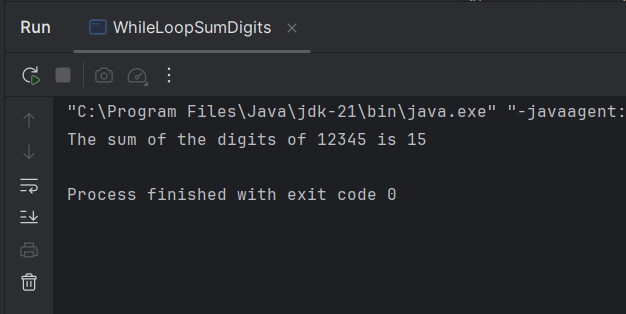 Run
WhileLoopSumDigits
"C:\Program Files\Java\jdk-21\bin\java.exe" "-javaagent:
The sum of the digits of 12345 is 15
Process finished with exit code 0